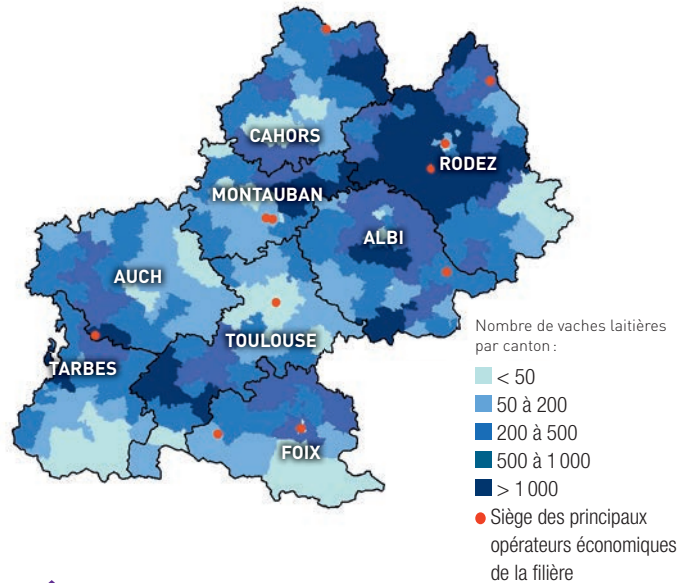 CAHORS
RODEZ
MONTAUBAN
ALBI
AUCH
TOULOUSE
TARBES
FOIX
Nombre de vaches laitières
par canton :
< 50
50 à 200
200 à 500
500 à 1 000
> 1 000
Siège des principaux
opérateurs économiques
de la filière